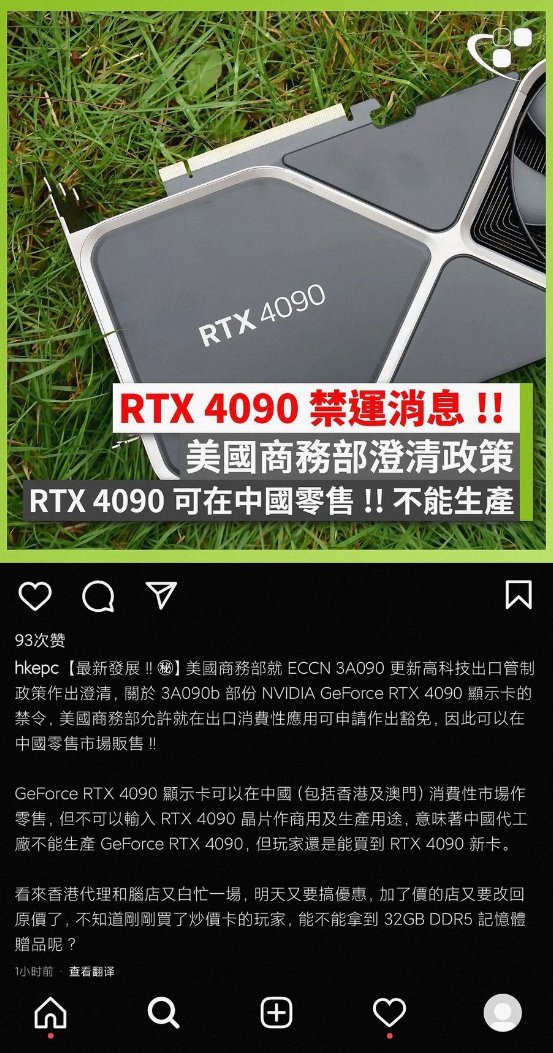 RTX 4090
RTX 4090 禁運消息 !!
美國商務部澄清政策
RTX 4090 可在中國零售 !! 不能生產
93次赞
hkepc【最新發展 !! ㊙】美國商務部就 ECCN 3A090 更新高科技出口管制
政策作出澄清, 關於 3A090b 部份 NVIDIA GeForce RTX 4090 顯示卡的
禁令, 美國商務部允許就在出口消費性應用可申請作出豁免, 因此可以在
中國零售市場販售 !!
GeForce RTX 4090 顯示卡可以在中國 (包括香港及澳門) 消費性市場作
零售, 但不可以輸入 RTX 4090 晶片作商用及生產用途, 意味著中國代工
廠不能生產 GeForce RTX 4090, 但玩家還是能買到 RTX 4090 新卡。
看來香港代理和腦店又白忙一場, 明天又要搞優惠, 加了價的店又要改回
原價了, 不知道剛剛買了炒價卡的玩家, 能不能拿到 32GB DDR5 記憶體
贈品呢 ?
1小时前 · 查看翻译